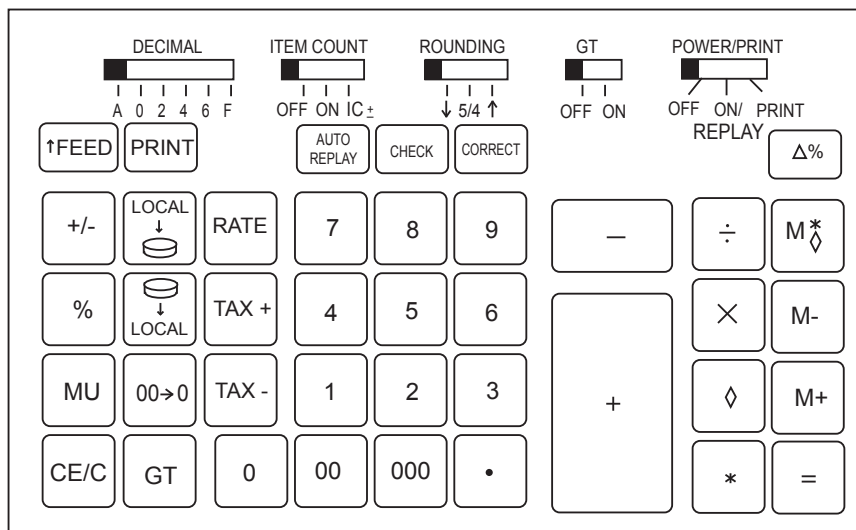 DECIMAL ITEM COUNT ROUNDING GT POWER/PRINT
A 0 2 4 6 F OFF ON IC ± ↓ 5/4 ↑ OFF ON OFF ON/ PRINT
REPLAY
↑FEED PRINT AUTO REPLAY CHECK CORRECT Δ%
+/- LOCAL ↓ RATE 7 8 9 — ÷ M*◊
% ↓ LOCAL TAX + 4 5 6 × M-
MU 00→0 TAX - 1 2 3 + ◊ M+
CE/C GT 0 00 000 • * =